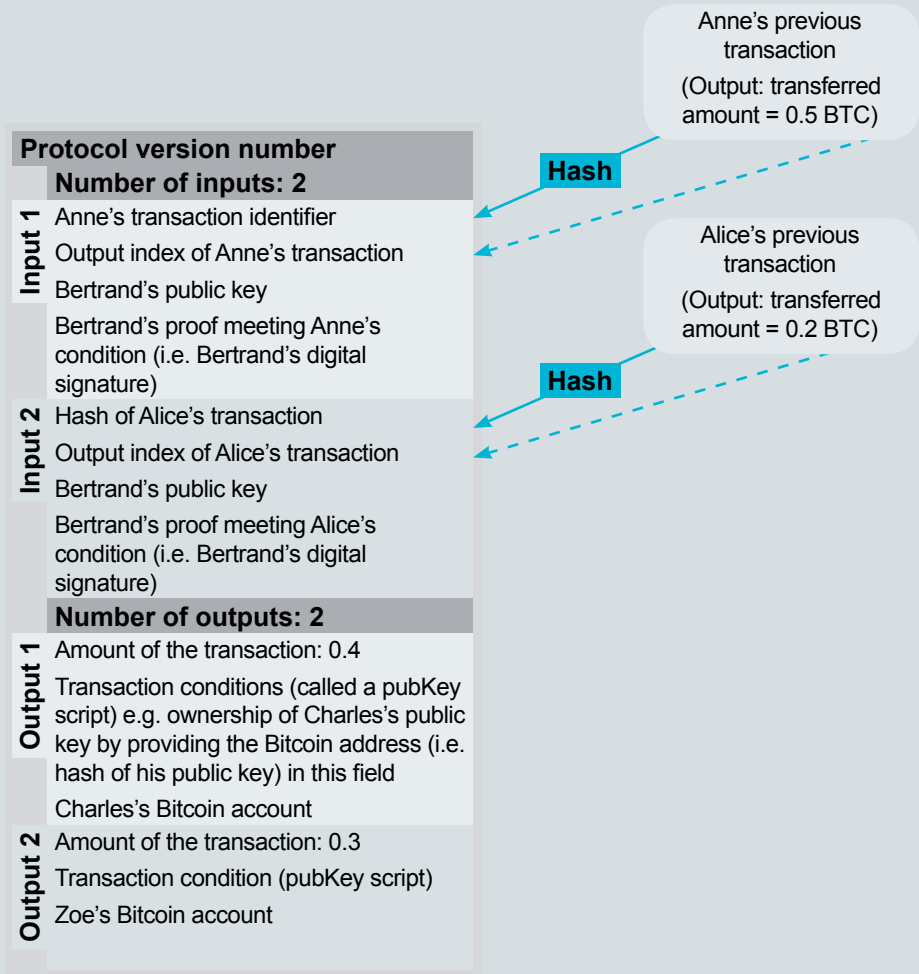 Anne’s previous
transaction
(Output: transferred
amount = 0.5 BTC)
Protocol version number
Hash
Number of inputs: 2
Input 1
Anne’s transaction identifier
Output index of Anne’s transaction
Bertrand’s public key
Bertrand’s proof meeting Anne’s
condition (i.e. Bertrand’s digital
signature)
Alice’s previous
transaction
(Output: transferred
amount = 0.2 BTC)
Hash
Input 2
Hash of Alice’s transaction
Output index of Alice’s transaction
Bertrand’s public key
Bertrand’s proof meeting Alice’s
condition (i.e. Bertrand’s digital
signature)
Number of outputs: 2
Output 1
Amount of the transaction: 0.4
Transaction conditions (called a pubKey
script) e.g. ownership of Charles’s public
key by providing the Bitcoin address (i.e.
hash of his public key) in this field
Charles’s Bitcoin account
Output 2
Amount of the transaction: 0.3
Transaction condition (pubKey script)
Zoe’s Bitcoin account